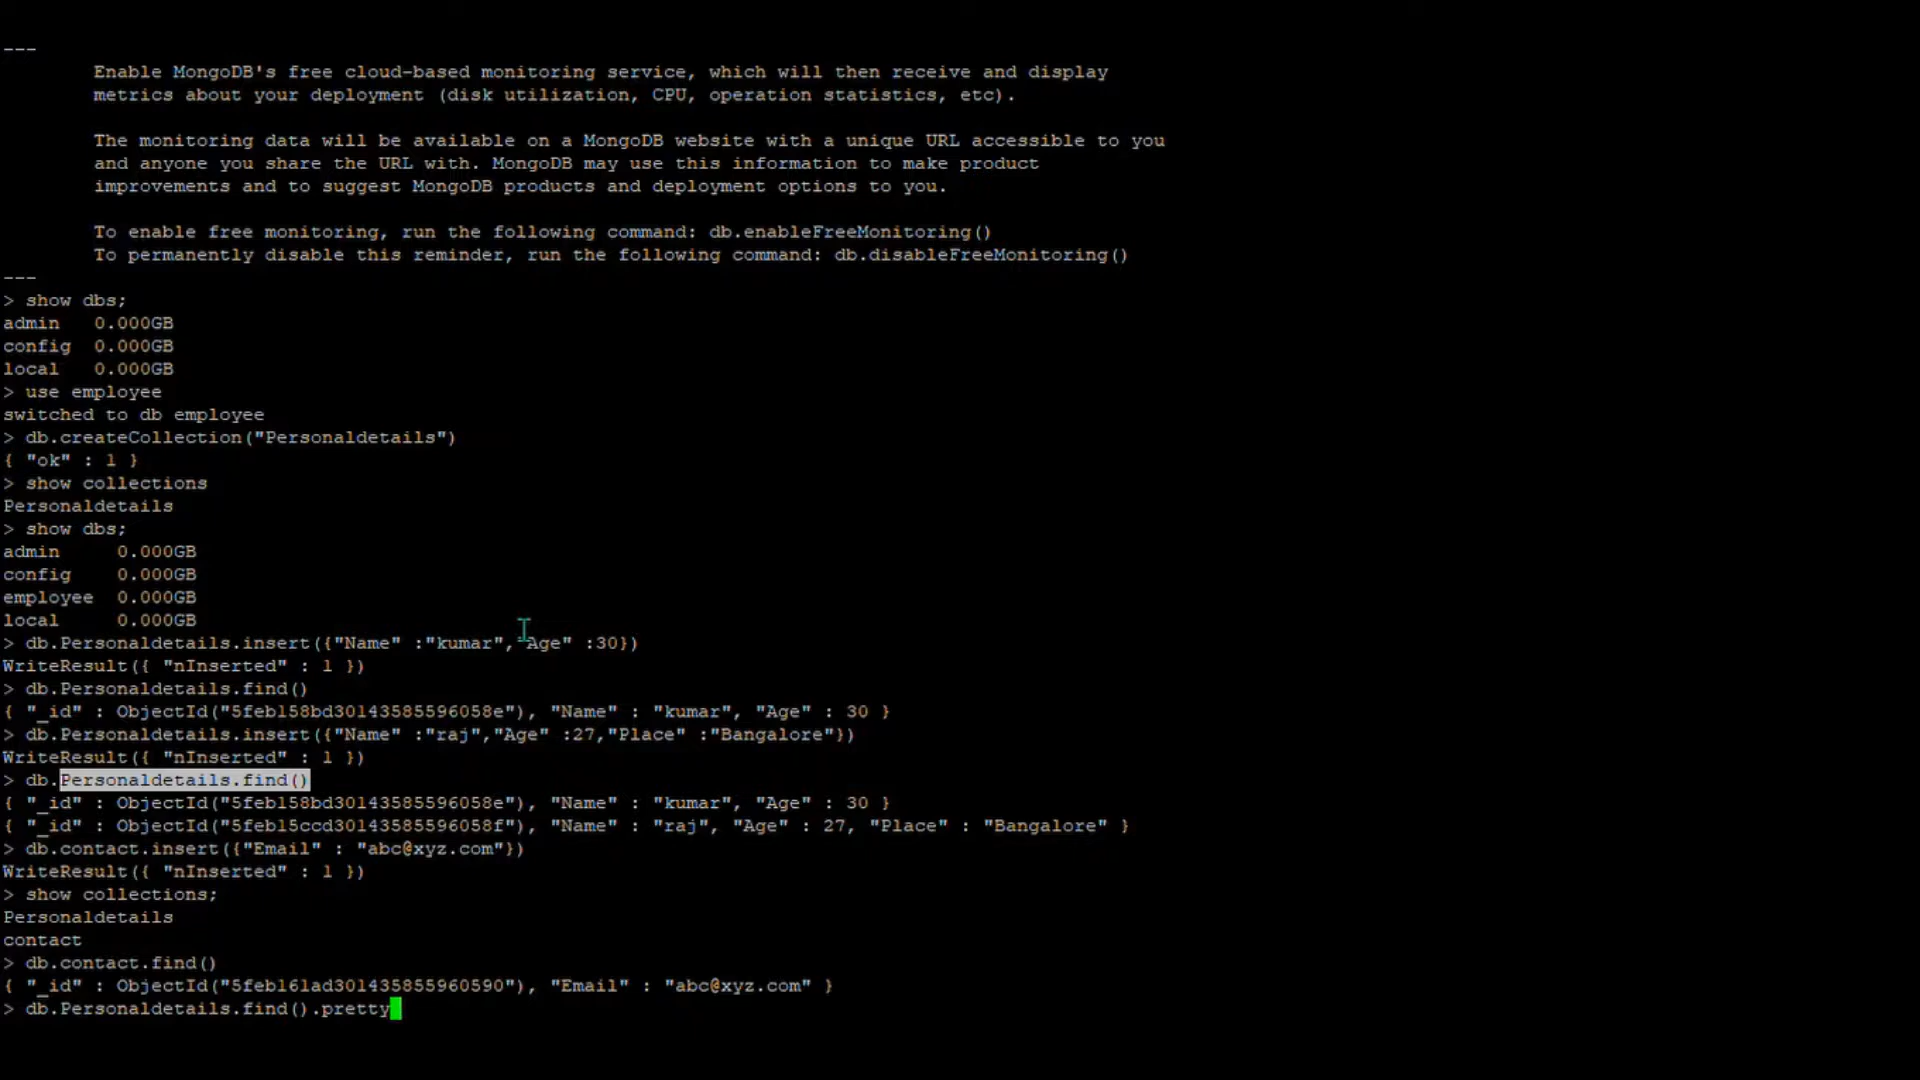 ---
Enable MongoDB's free cloud-based monitoring service, which will then receive and display
metrics about your deployment (disk utilization, CPU, operation statistics, etc).
The monitoring data will be available on a MongoDB website with a unique URL accessible to you
and anyone you share the URL with. MongoDB may use this information to make product
improvements and to suggest MongoDB products and deployment options to you.
To enable free monitoring, run the following command: db.enableFreeMonitoring()
To permanently disable this reminder, run the following command: db.disableFreeMonitoring()
---
> show dbs;
admin   0.000GB
config  0.000GB
local   0.000GB
> use employee
switched to db employee
> db.createCollection("Personaldetails")
{ "ok" : 1 }
> show collections
Personaldetails
> show dbs;
admin     0.000GB
config    0.000GB
employee  0.000GB
local     0.000GB
> db.Personaldetails.insert({"Name" :"kumar","Age" :30})
WriteResult({ "nInserted" : 1 })
> db.Personaldetails.find()
{ "_id" : ObjectId("5feb158bd30143585596058e"), "Name" : "kumar", "Age" : 30 }
> db.Personaldetails.insert({"Name" :"raj","Age" :27,"Place" :"Bangalore"})
WriteResult({ "nInserted" : 1 })
> db.Personaldetails.find()
{ "_id" : ObjectId("5feb158bd30143585596058e"), "Name" : "kumar", "Age" : 30 }
{ "_id" : ObjectId("5feb15ccd30143585596058f"), "Name" : "raj", "Age" : 27, "Place" : "Bangalore" }
> db.contact.insert({"Email" : "abc@xyz.com"})
WriteResult({ "nInserted" : 1 })
> show collections;
Personaldetails
contact
> db.contact.find()
{ "_id" : ObjectId("5feb161ad301435855960590"), "Email" : "abc@xyz.com" }
> db.Personaldetails.find().pretty